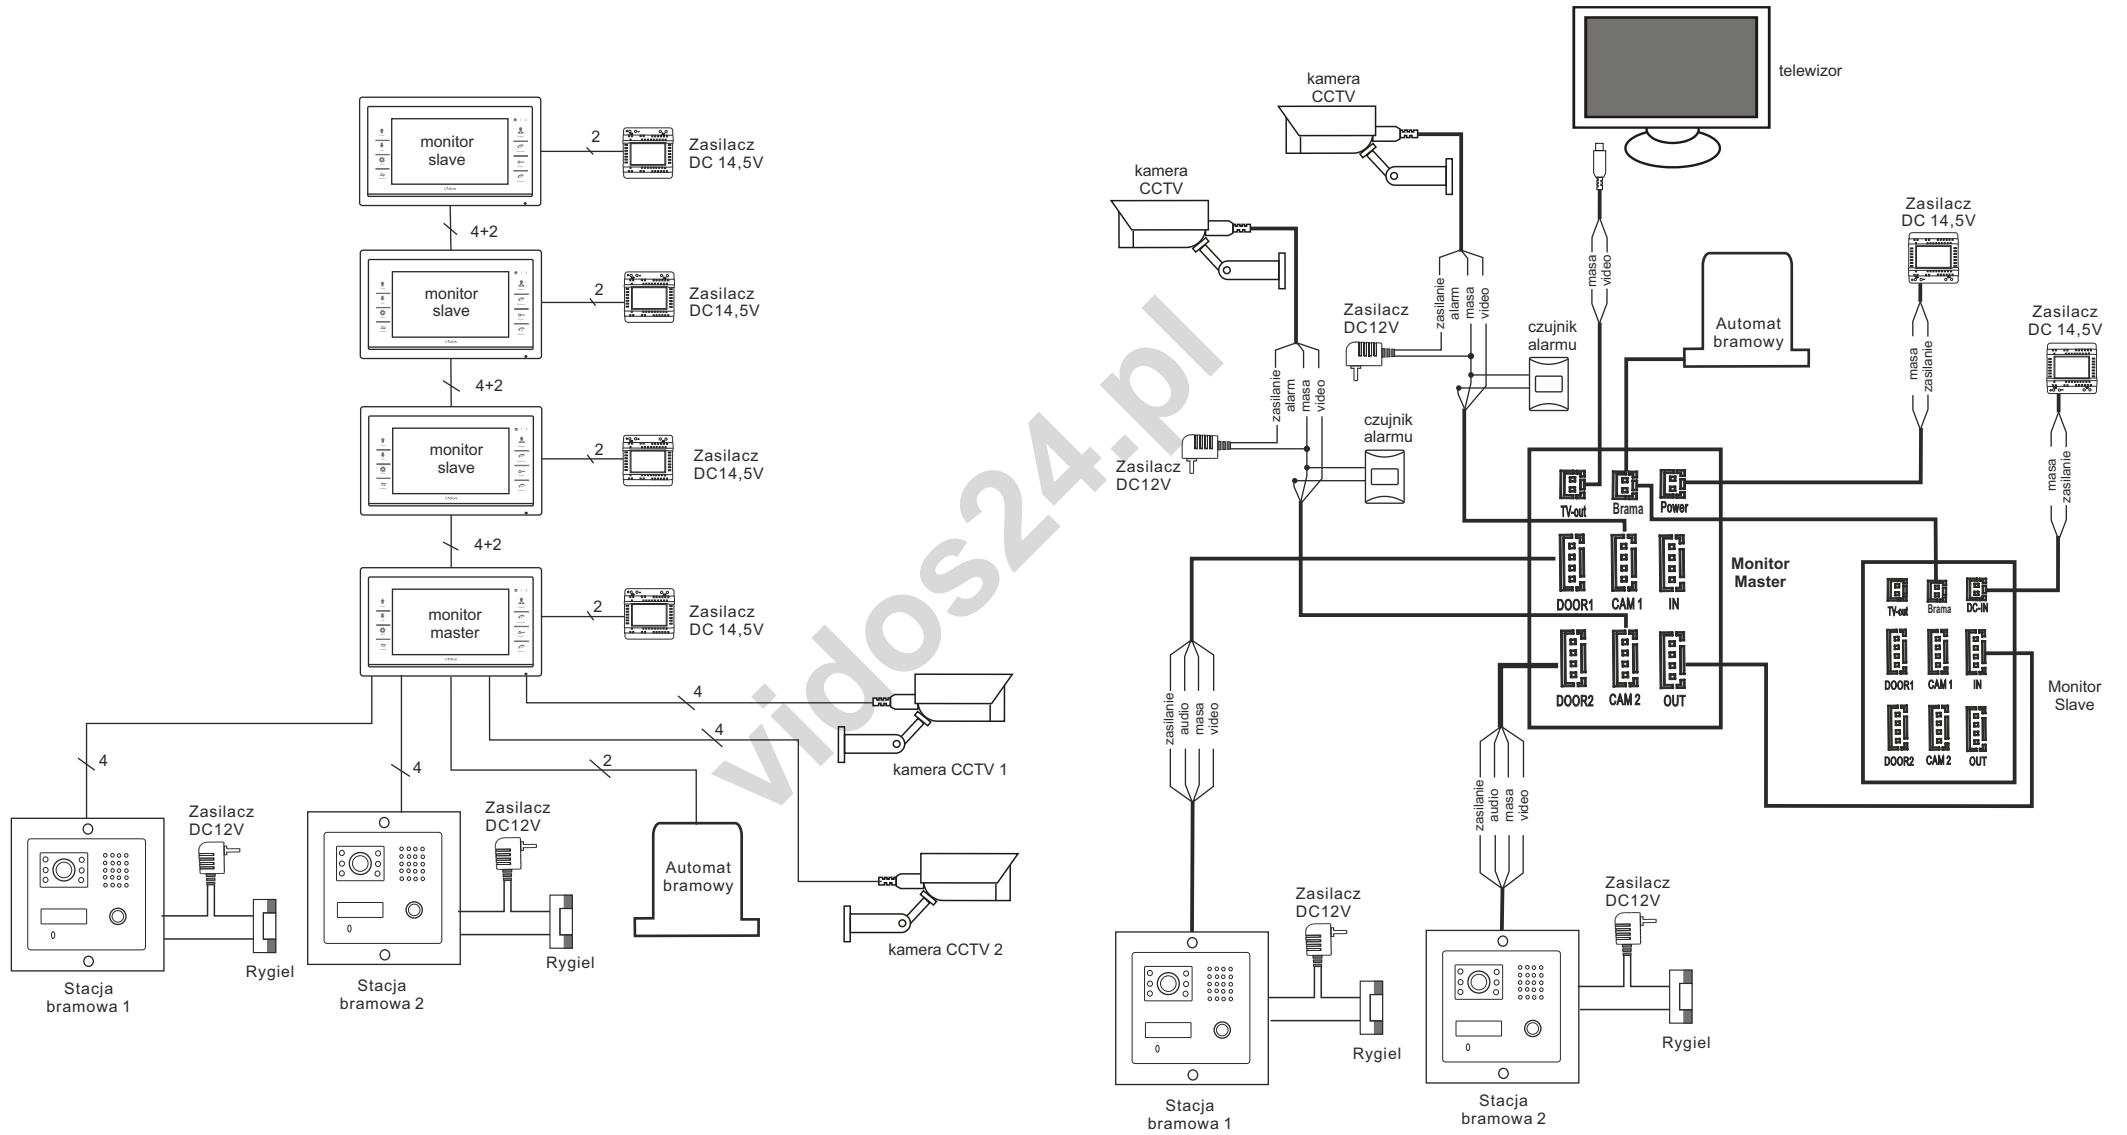 monitor
slave
2
Zasilacz
DC 14,5V
4+2
monitor
slave
2
Zasilacz
DC14,5V
4+2
monitor
slave
2
Zasilacz
DC14,5V
4+2
monitor
master
2
Zasilacz
DC 14,5V
4
kamera CCTV 1
4
kamera CCTV 2
2
Automat
bramowy
4
Zasilacz
DC12V
Rygiel
Stacja
bramowa 1
4
Zasilacz
DC12V
Rygiel
Stacja
bramowa 2
vidos24.pl
kamera
CCTV
zasilanie
alarm
masa
video
Zasilacz
DC12V
czujnik
alarmu
kamera
CCTV
zasilanie
alarm
masa
video
Zasilacz
DC12V
czujnik
alarmu
telewizor
masa
video
Automat
bramowy
Zasilacz
DC 14,5V
masa
zasilanie
Zasilacz
DC 14,5V
masa
zasilanie
TV-out
Brama
Power
DOOR1
CAM 1
IN
DOOR2
CAM 2
OUT
Monitor
Master
TV-out
Brama
DC-IN
DOOR1
CAM 1
IN
DOOR2
CAM 2
OUT
Monitor
Slave
zasilanie
audio
masa
video
Zasilacz
DC12V
Rygiel
Stacja
bramowa 1
zasilanie
audio
masa
video
Zasilacz
DC12V
Rygiel
Stacja
bramowa 2